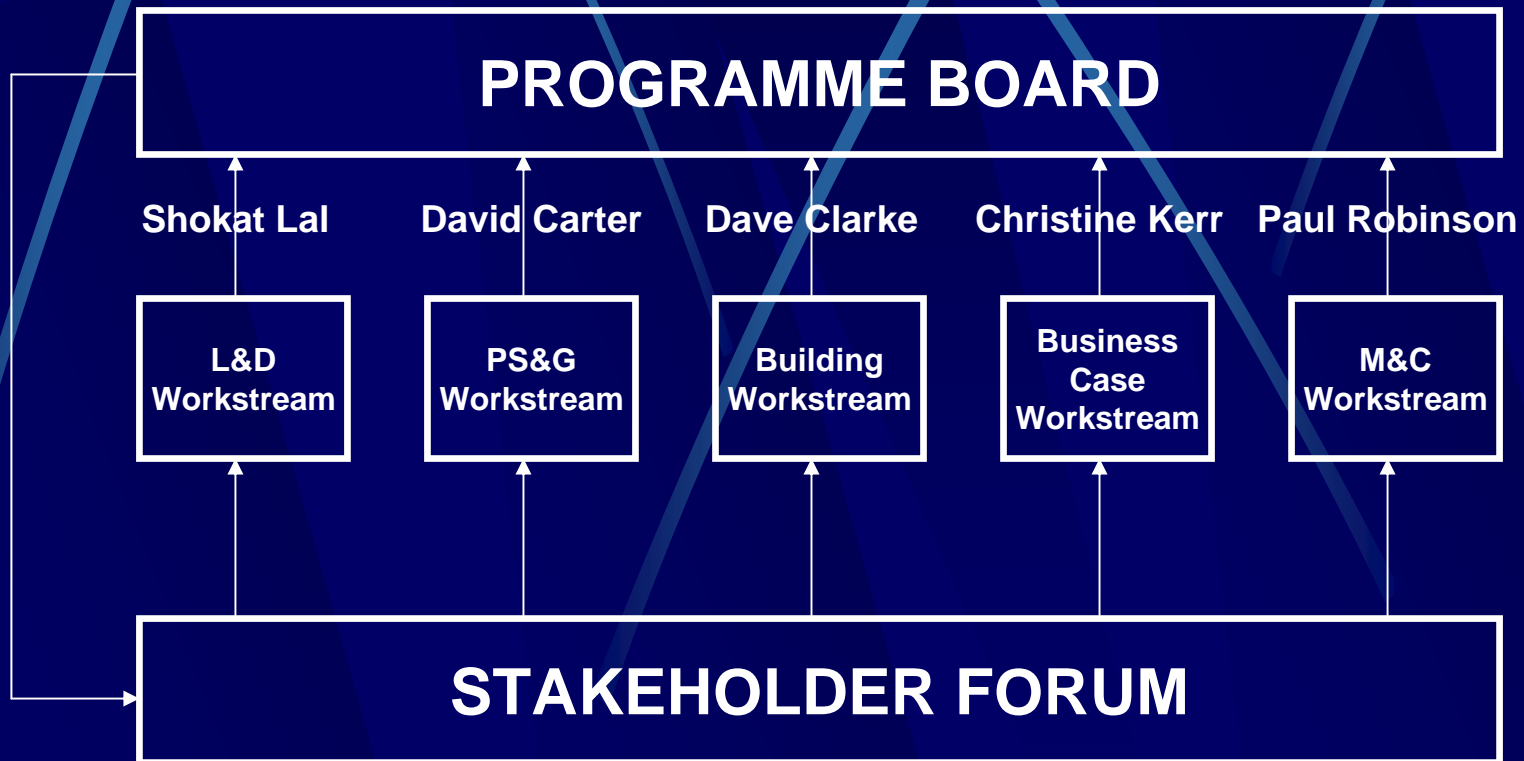 PROGRAMME BOARD
Shokat Lal
David Carter
Dave Clarke
Christine Kerr
Paul Robinson
L&D
Workstream
PS&G
Workstream
Building
Workstream
Business
Case
Workstream
M&C
Workstream
STAKEHOLDER FORUM